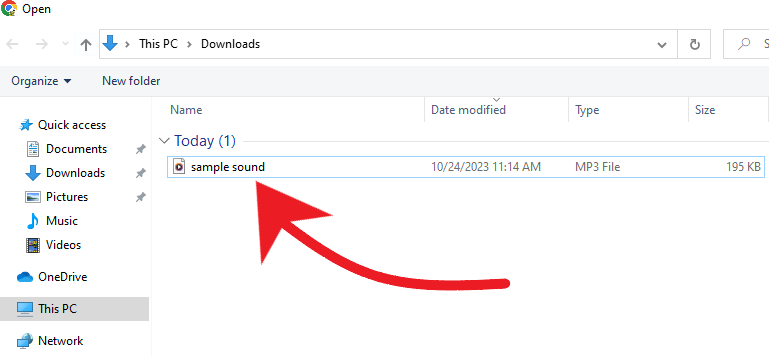 Open
This PC Downloads
S
Organize New folder
Name Date modified Type Size
Quick access
Today (1)
Documents
sample sound 10/24/2023 11:14 AM MP3 File 195 KB
Downloads
Pictures
Music
Videos
OneDrive
This PC
Network